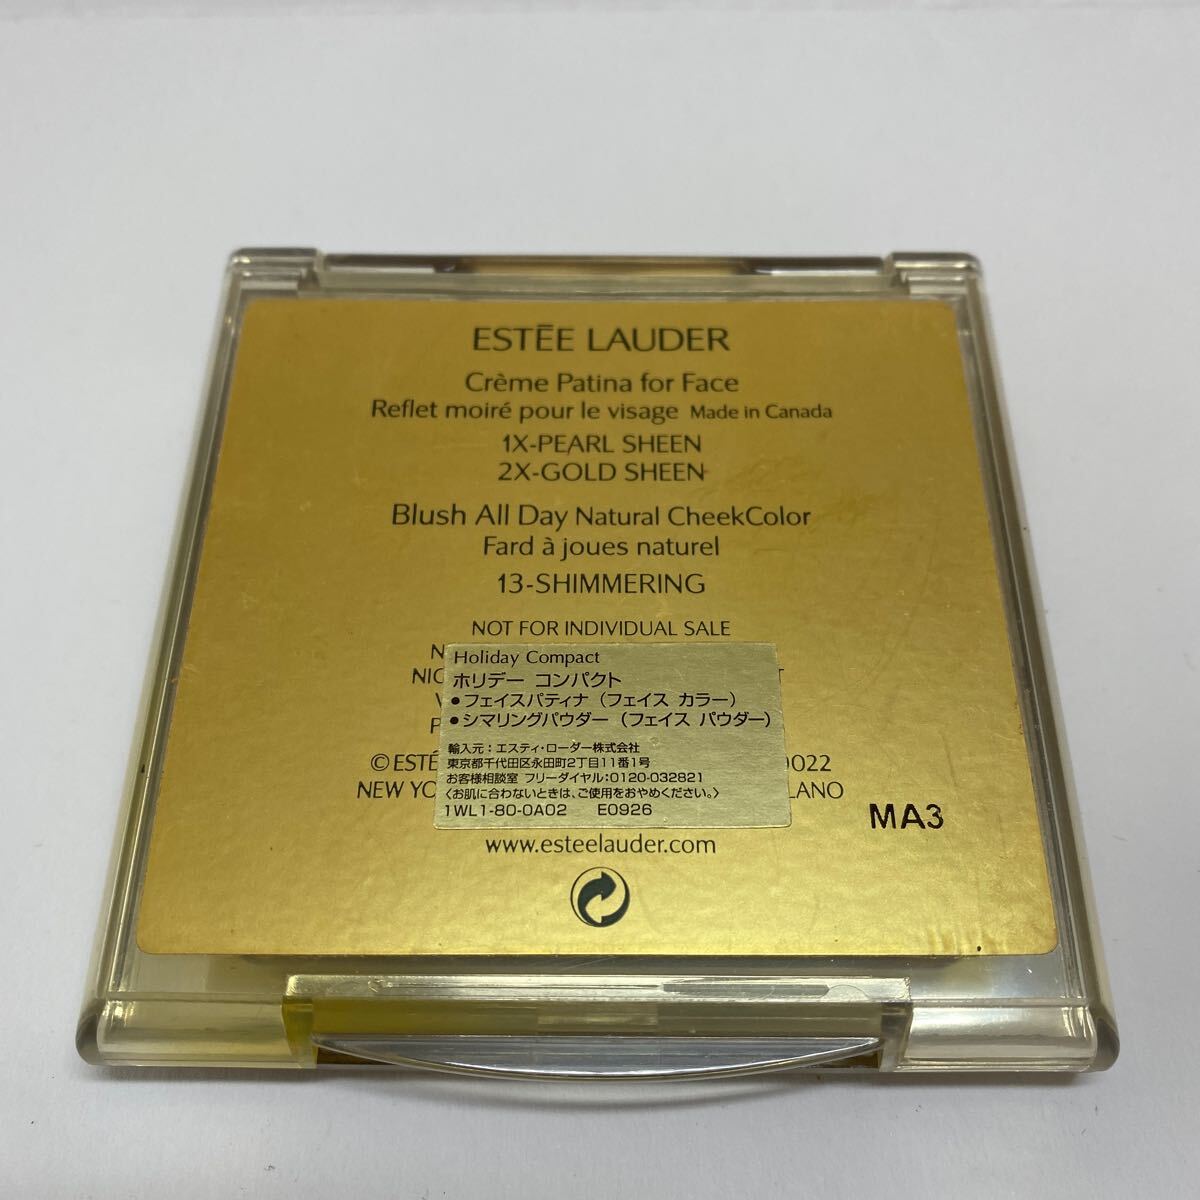 ESTĒE LAUDER
Crème Patina for Face
Reflet moiré pour le visage Made in Canada
1X-PEARL SHEEN
2X-GOLD SHEEN
Blush All Day Natural CheekColor
Fard à joues naturel
13-SHIMMERING
NOT FOR INDIVIDUAL SALE
Holiday Compact
ホリデー コンパクト
•フェイスパティナ（フェイス カラー）
•シマリングパウダー（フェイス パウダー）
輸入元：エスティ・ローダー株式会社
東京都千代田区永田町2丁目11番1号
お客様相談室 フリーダイヤル：0120-032821
〈お肌に合わないときは、ご使用をおやめください。〉
1WL1-80-0A02 E0926
© ESTÉ 0022
NEW YO LANO
MA3
www.esteelauder.com